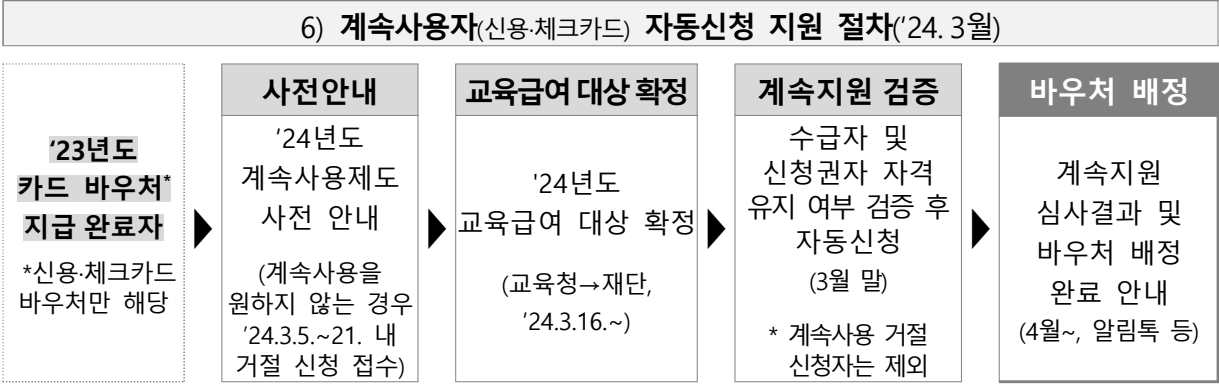 6) 계속사용자(신용·체크카드) 자동신청 지원 절차(‘24. 3월)
‘23년도
카드 바우처*
지급 완료자
*신용·체크카드
바우처만 해당
사전안내
’24년도
계속사용제도
사전 안내
(계속사용을
원하지 않는 경우
’24.3.5.~21. 내
거절 신청 접수)
교육급여 대상 확정
'24년도
교육급여 대상 확정
(교육청→재단,
’24.3.16.~)
계속지원 검증
수급자 및
신청권자 자격
유지 여부 검증 후
자동신청
(3월 말)
* 계속사용 거절
신청자는 제외
바우처 배정
계속지원
심사결과 및
바우처 배정
완료 안내
(4월~, 알림톡 등)